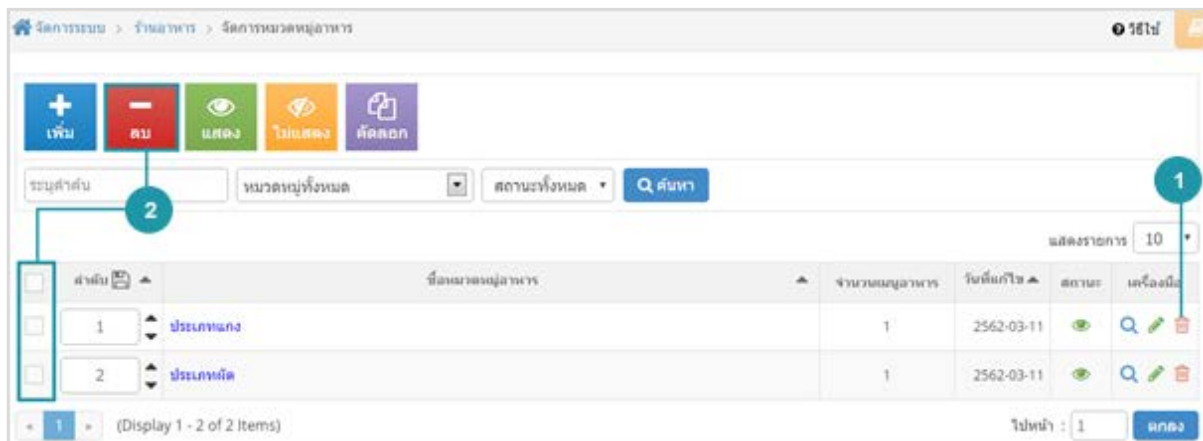 จัดการระบบ > ร้านอาหาร > จัดการหมวดหมู่อาหาร วิธีใช้
เพิ่ม ลบ แสดง ไม่แสดง คัดลอก
ระบุคำค้น หมวดหมู่ทั้งหมด สถานะทั้งหมด ค้นหา 1
2
แสดงรายการ 10
ลำดับ ชื่อหมวดหมู่อาหาร จำนวนเมนูอาหาร วันที่แก้ไข สถานะ เครื่องมือ
1 ประเภทแกง 1 2562-03-11
2 ประเภทผัด 1 2562-03-11
« 1 » (Display 1 - 2 of 2 Items) ไปหน้า : 1 ตกลง